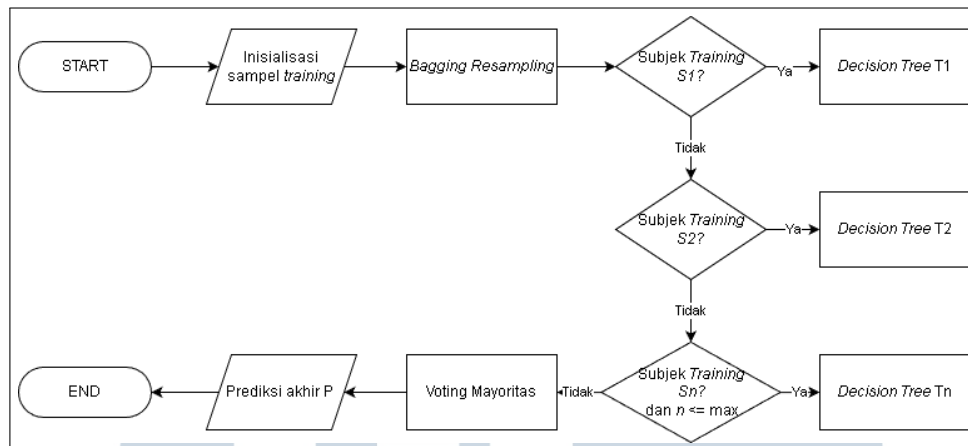 START
Inisialisasi
sampel training
Bagging Resampling
Subjek Training
S1?
Ya
Decision Tree T1
Tidak
Subjek Training
S2?
Ya
Decision Tree T2
Tidak
Subjek Training
Sn?
dan n <= max
Ya
Decision Tree Tn
Tidak
Voting Mayoritas
Prediksi akhir P
END